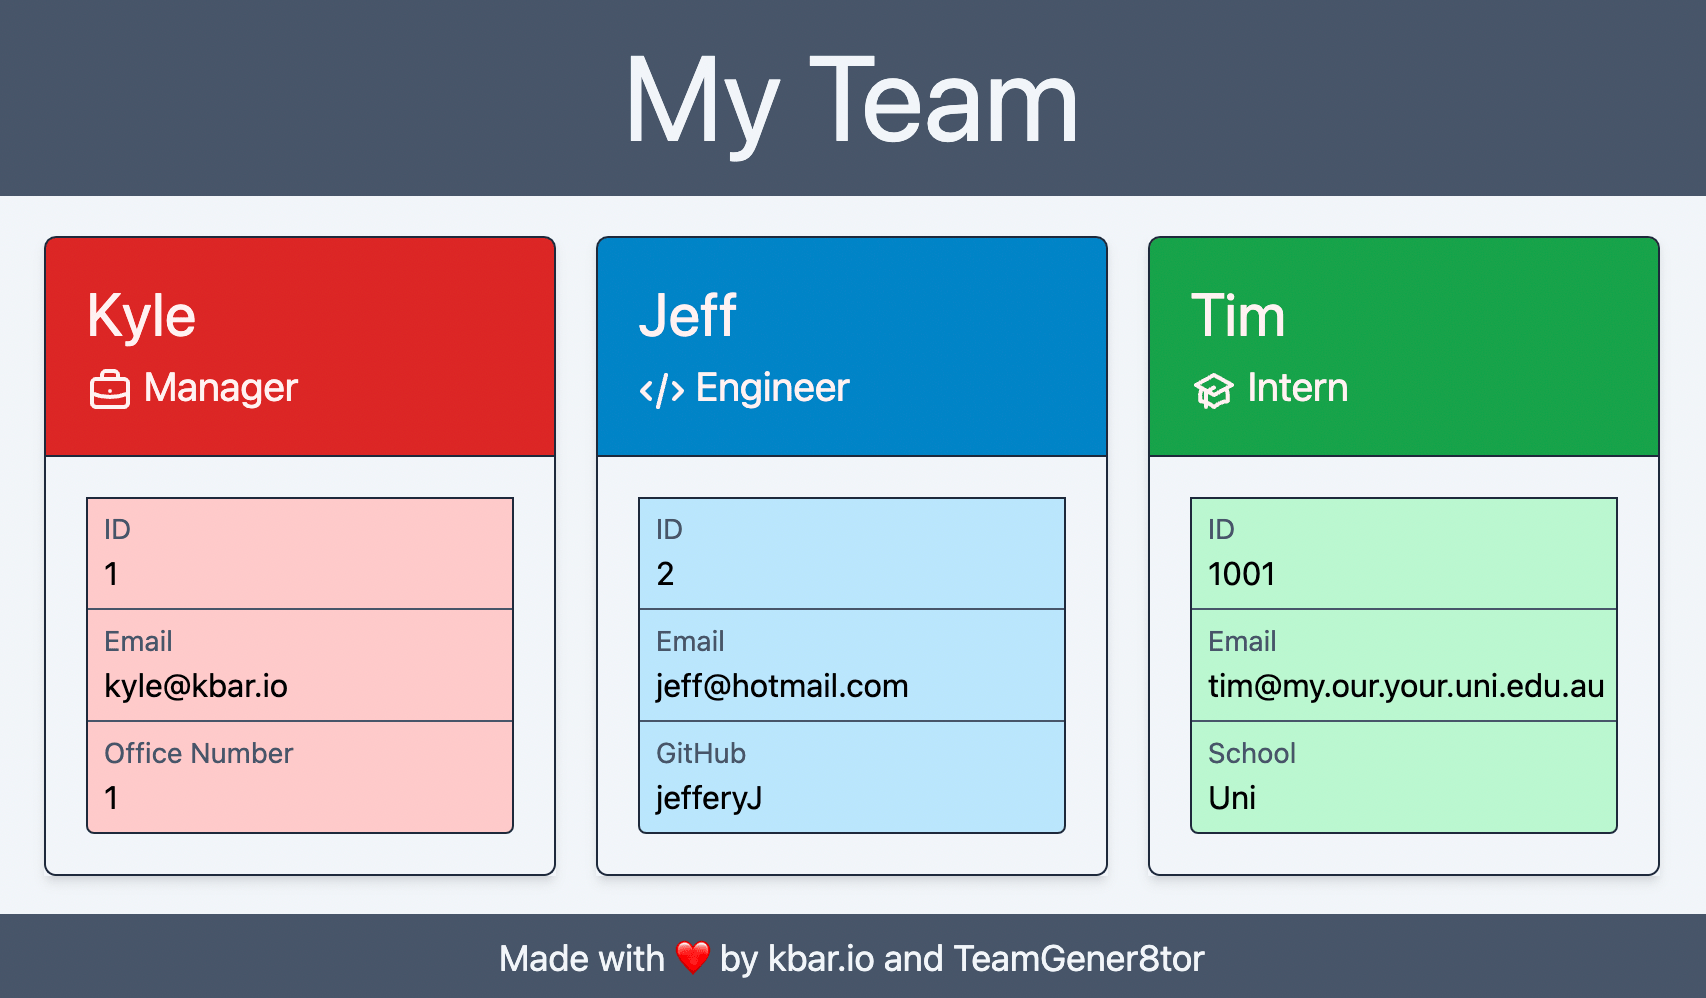 My Team
Kyle
Manager
ID
1
Email
kyle@kbar.io
Office Number
1
Jeff
</> Engineer
ID
2
Email
jeff@hotmail.com
GitHub
jefferyJ
Tim
Intern
ID
1001
Email
tim@my.our.your.uni.edu.au
School
Uni
Made with ❤️ by kbar.io and TeamGener8tor